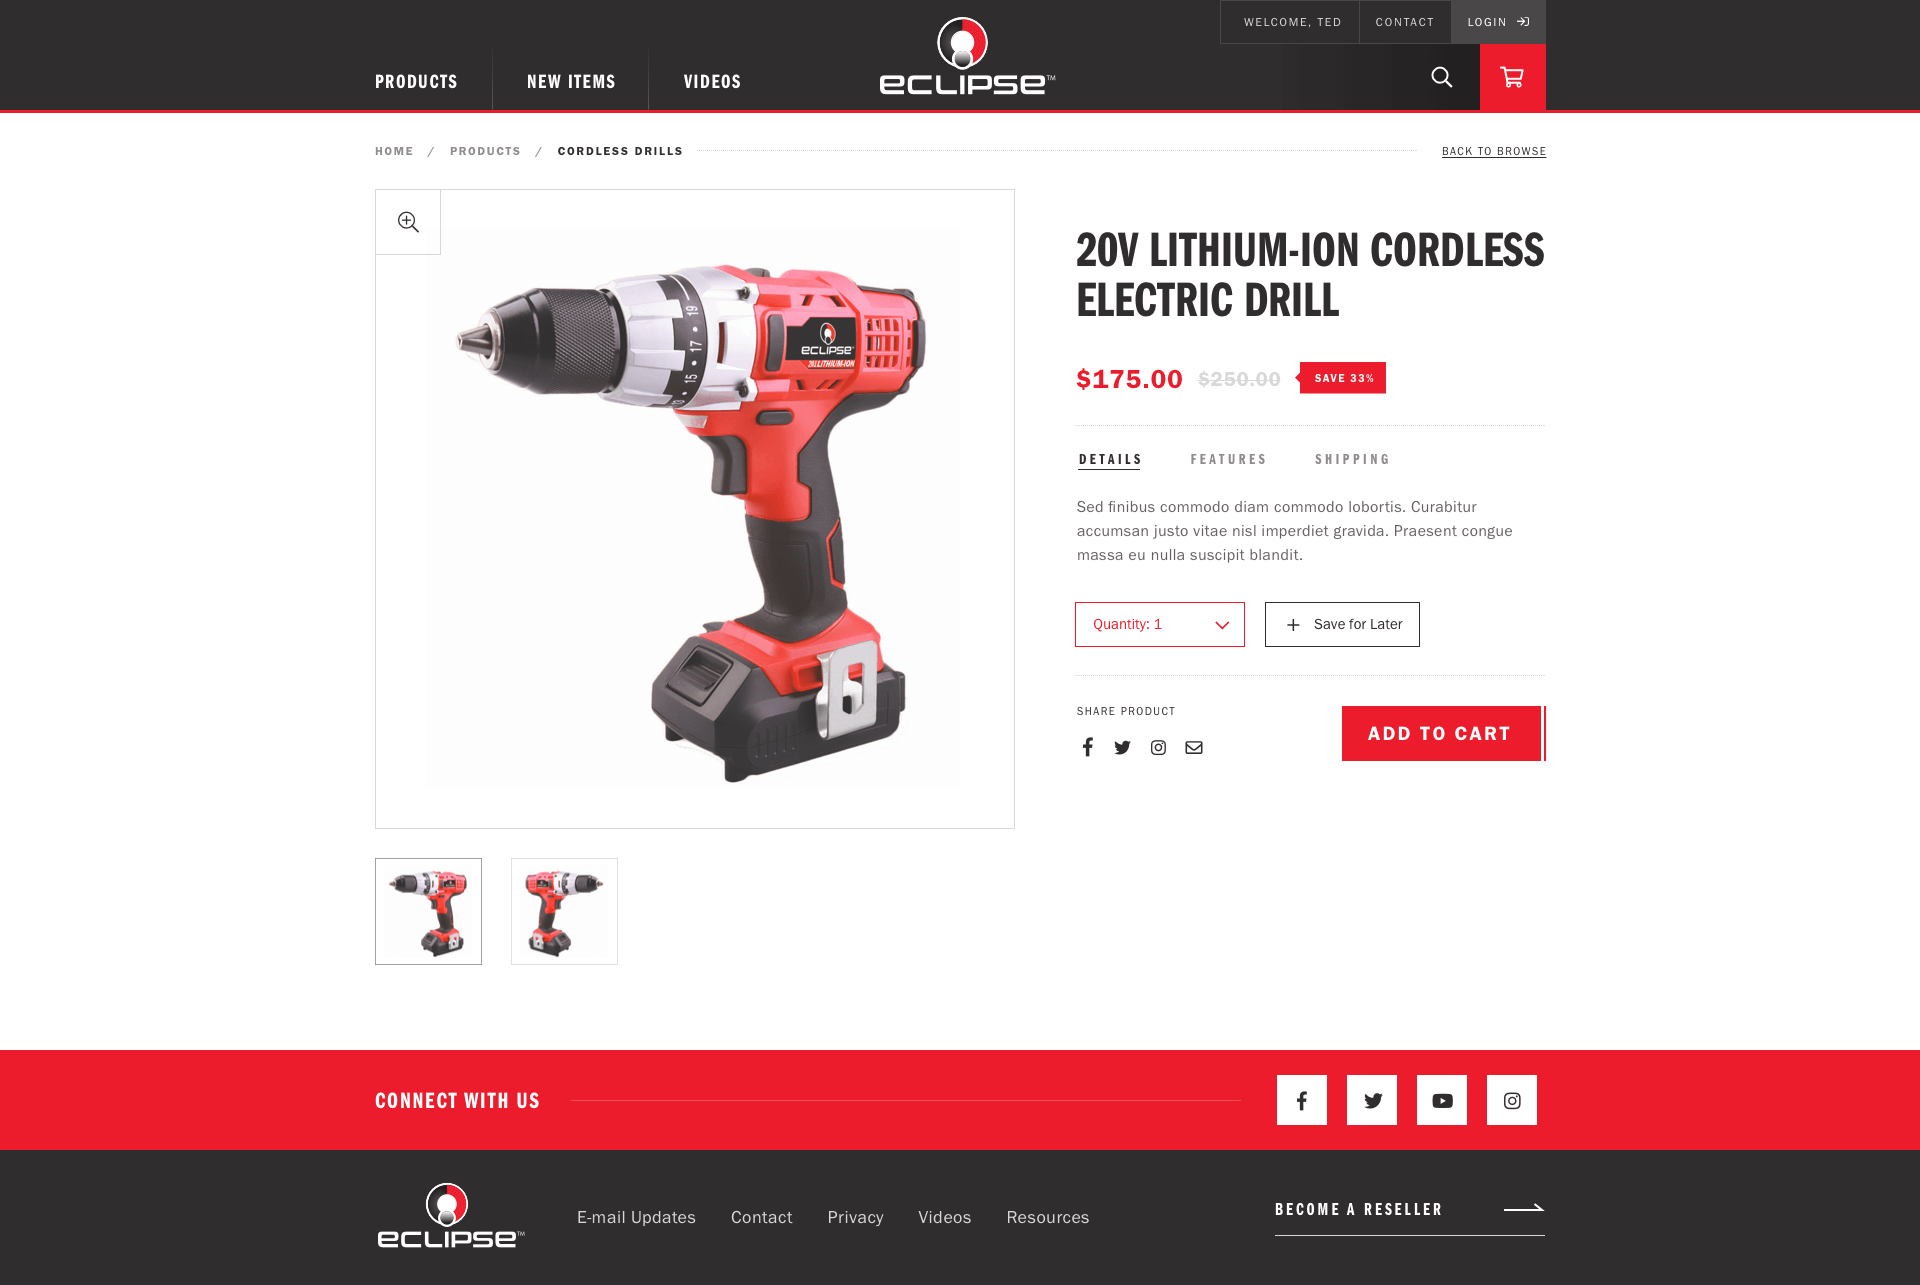 WELCOME, TED
CONTACT
LOGIN
PRODUCTS
NEW ITEMS
VIDEOS
eclipse™
HOME / PRODUCTS / CORDLESS DRILLS
BACK TO BROWSE
19
17
15
eclipse
20V LITHIUM-ION
20V LITHIUM-ION CORDLESS
ELECTRIC DRILL
$175.00 $250.00 SAVE 33%
DETAILS
FEATURES
SHIPPING
Sed finibus commodo diam commodo lobortis. Curabitur
accumsan justo vitae nisl imperdiet gravida. Praesent congue
massa eu nulla suscipit blandit.
Quantity: 1
Save for Later
SHARE PRODUCT
ADD TO CART
CONNECT WITH US
eclipse™
E-mail Updates
Contact
Privacy
Videos
Resources
BECOME A RESELLER